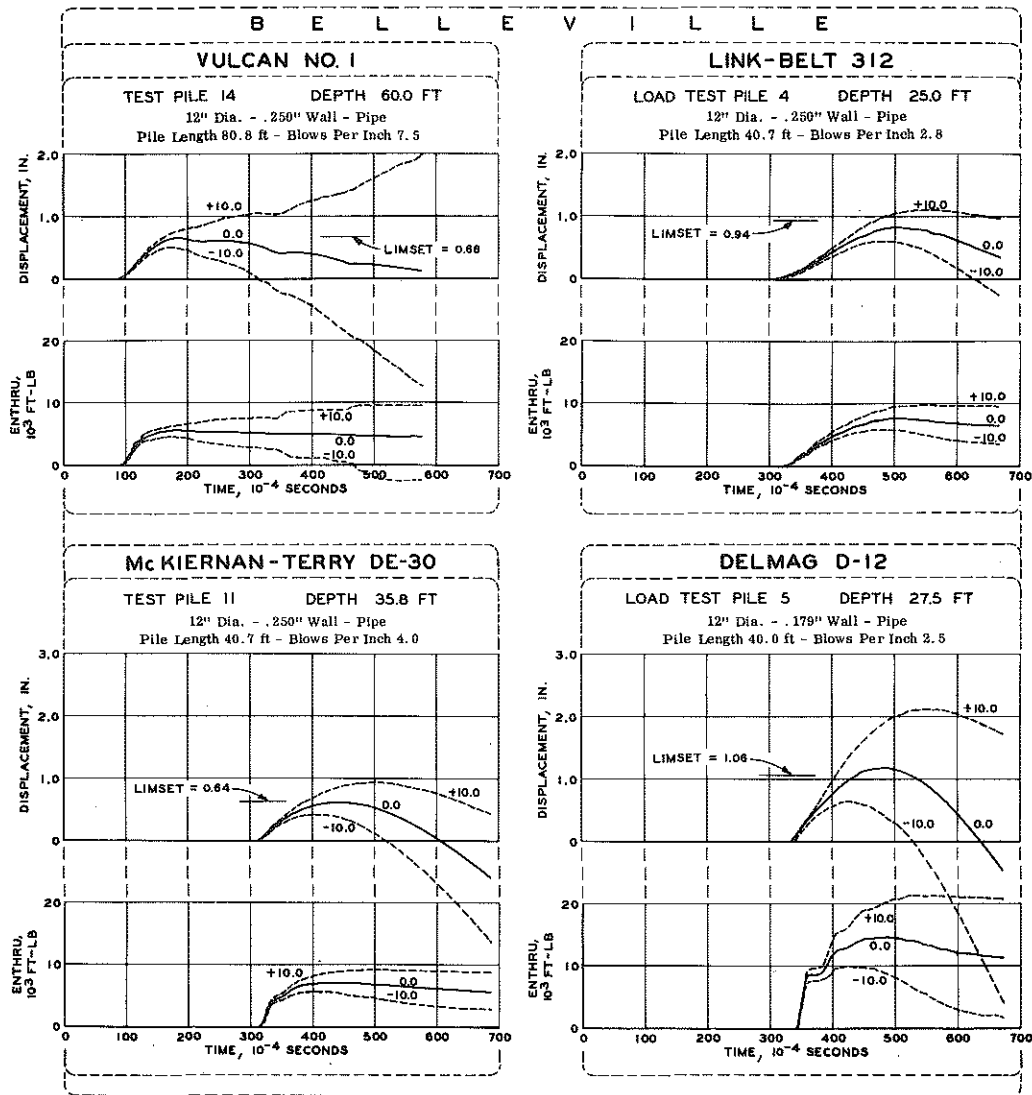 B E L L E V I L L E
VULCAN NO. 1
TEST PILE 14 DEPTH 60.0 FT
12" Dia. - .250" Wall - Pipe
Pile Length 80.8 ft - Blows Per Inch 7.5
DISPLACEMENT, IN.
2.0
1.0
0
+10.0
0.0
-10.0
LIMSET = 0.68
ENTHRU, 10³ FT-LB
20
10
0
+10.0
0.0
-10.0
0 100 200 300 400 500 600 700
TIME, 10⁻⁴ SECONDS
LINK-BELT 312
LOAD TEST PILE 4 DEPTH 25.0 FT
12" Dia. - .250" Wall - Pipe
Pile Length 40.7 ft - Blows Per Inch 2.8
DISPLACEMENT, IN.
2.0
1.0
0
LIMSET = 0.94
+10.0
0.0
-10.0
ENTHRU, 10³ FT-LB
20
10
0
+10.0
0.0
-10.0
0 100 200 300 400 500 600 700
TIME, 10⁻⁴ SECONDS
McKIERNAN-TERRY DE-30
TEST PILE 11 DEPTH 35.8 FT
12" Dia. - .250" Wall - Pipe
Pile Length 40.7 ft - Blows Per Inch 4.0
DISPLACEMENT, IN.
3.0
2.0
1.0
0
LIMSET = 0.64
+10.0
0.0
-10.0
ENTHRU, 10³ FT-LB
20
10
0
+10.0
0.0
-10.0
0 100 200 300 400 500 600 700
TIME, 10⁻⁴ SECONDS
DELMAG D-12
LOAD TEST PILE 5 DEPTH 27.5 FT
12" Dia. - .179" Wall - Pipe
Pile Length 40.0 ft - Blows Per Inch 2.5
DISPLACEMENT, IN.
3.0
2.0
1.0
0
LIMSET = 1.06
+10.0
0.0
-10.0
ENTHRU, 10³ FT-LB
20
10
0
+10.0
0.0
-10.0
0 100 200 300 400 500 600 700
TIME, 10⁻⁴ SECONDS